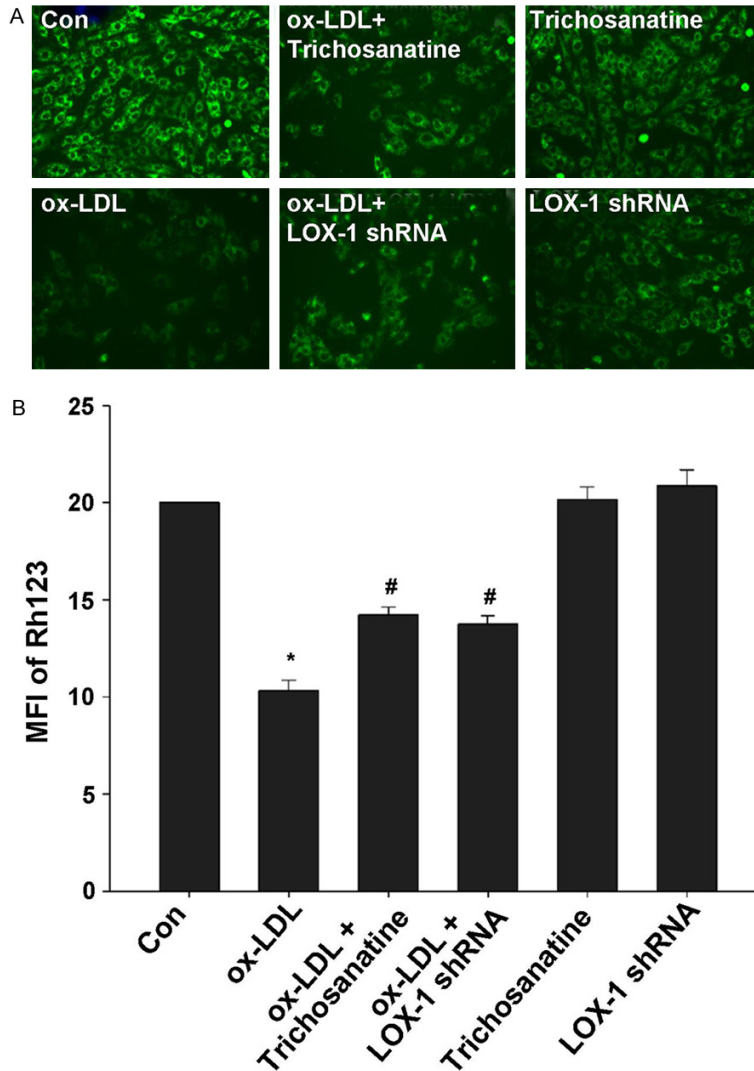 A
Con
ox-LDL+
Trichosanatine
Trichosanatine
ox-LDL
ox-LDL+
LOX-1 shRNA
LOX-1 shRNA
B
MFI of Rh123
25
20
15
10
5
0
*
#
#
Con
ox-LDL
ox-LDL +
Trichosanatine
ox-LDL +
LOX-1 shRNA
Trichosanatine
LOX-1 shRNA